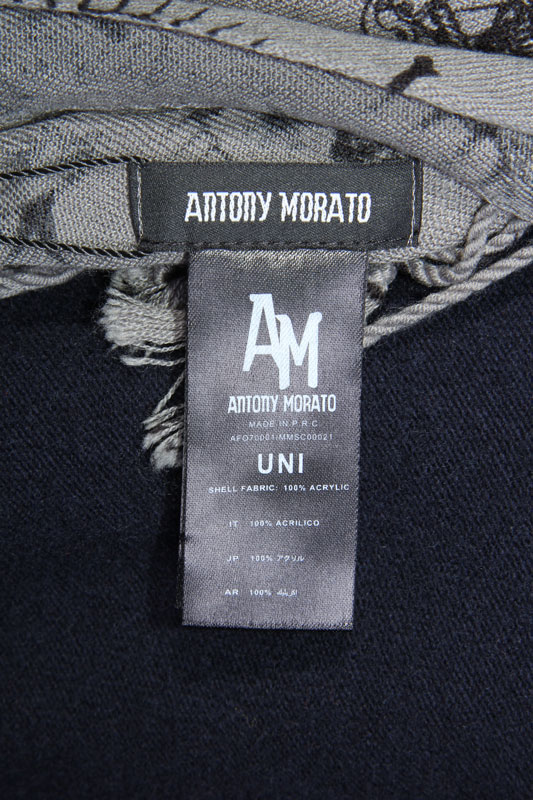 ANTONY MORATO
AM
ANTONY MORATO
MADE IN P.R.C.
AFO70001/MMSC00021
UNI
SHELL FABRIC: 100% ACRYLIC
IT 100% ACRILICO
JP 100% アクリル
AR 100%